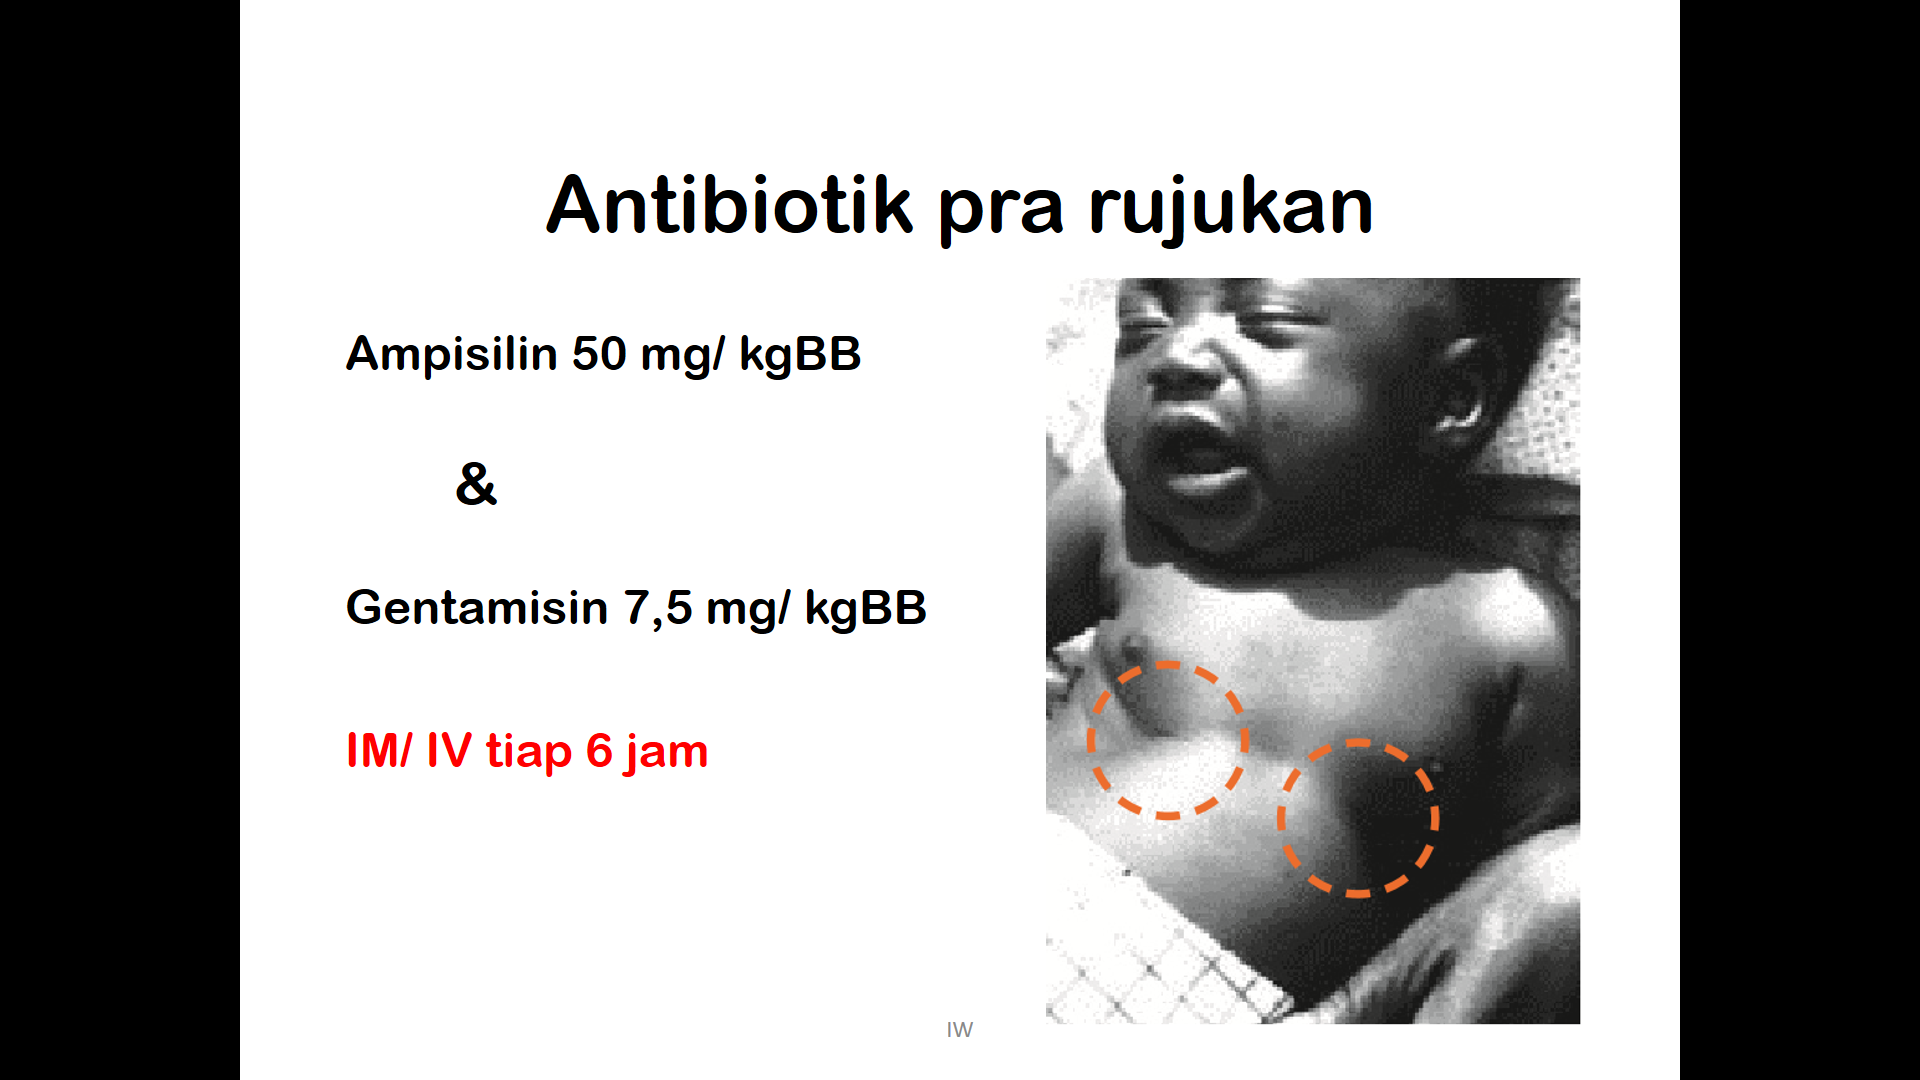 Antibiotik pra rujukan
Ampisilin 50 mg/ kgBB
&
Gentamisin 7,5 mg/ kgBB
IM/ IV tiap 6 jam
IW